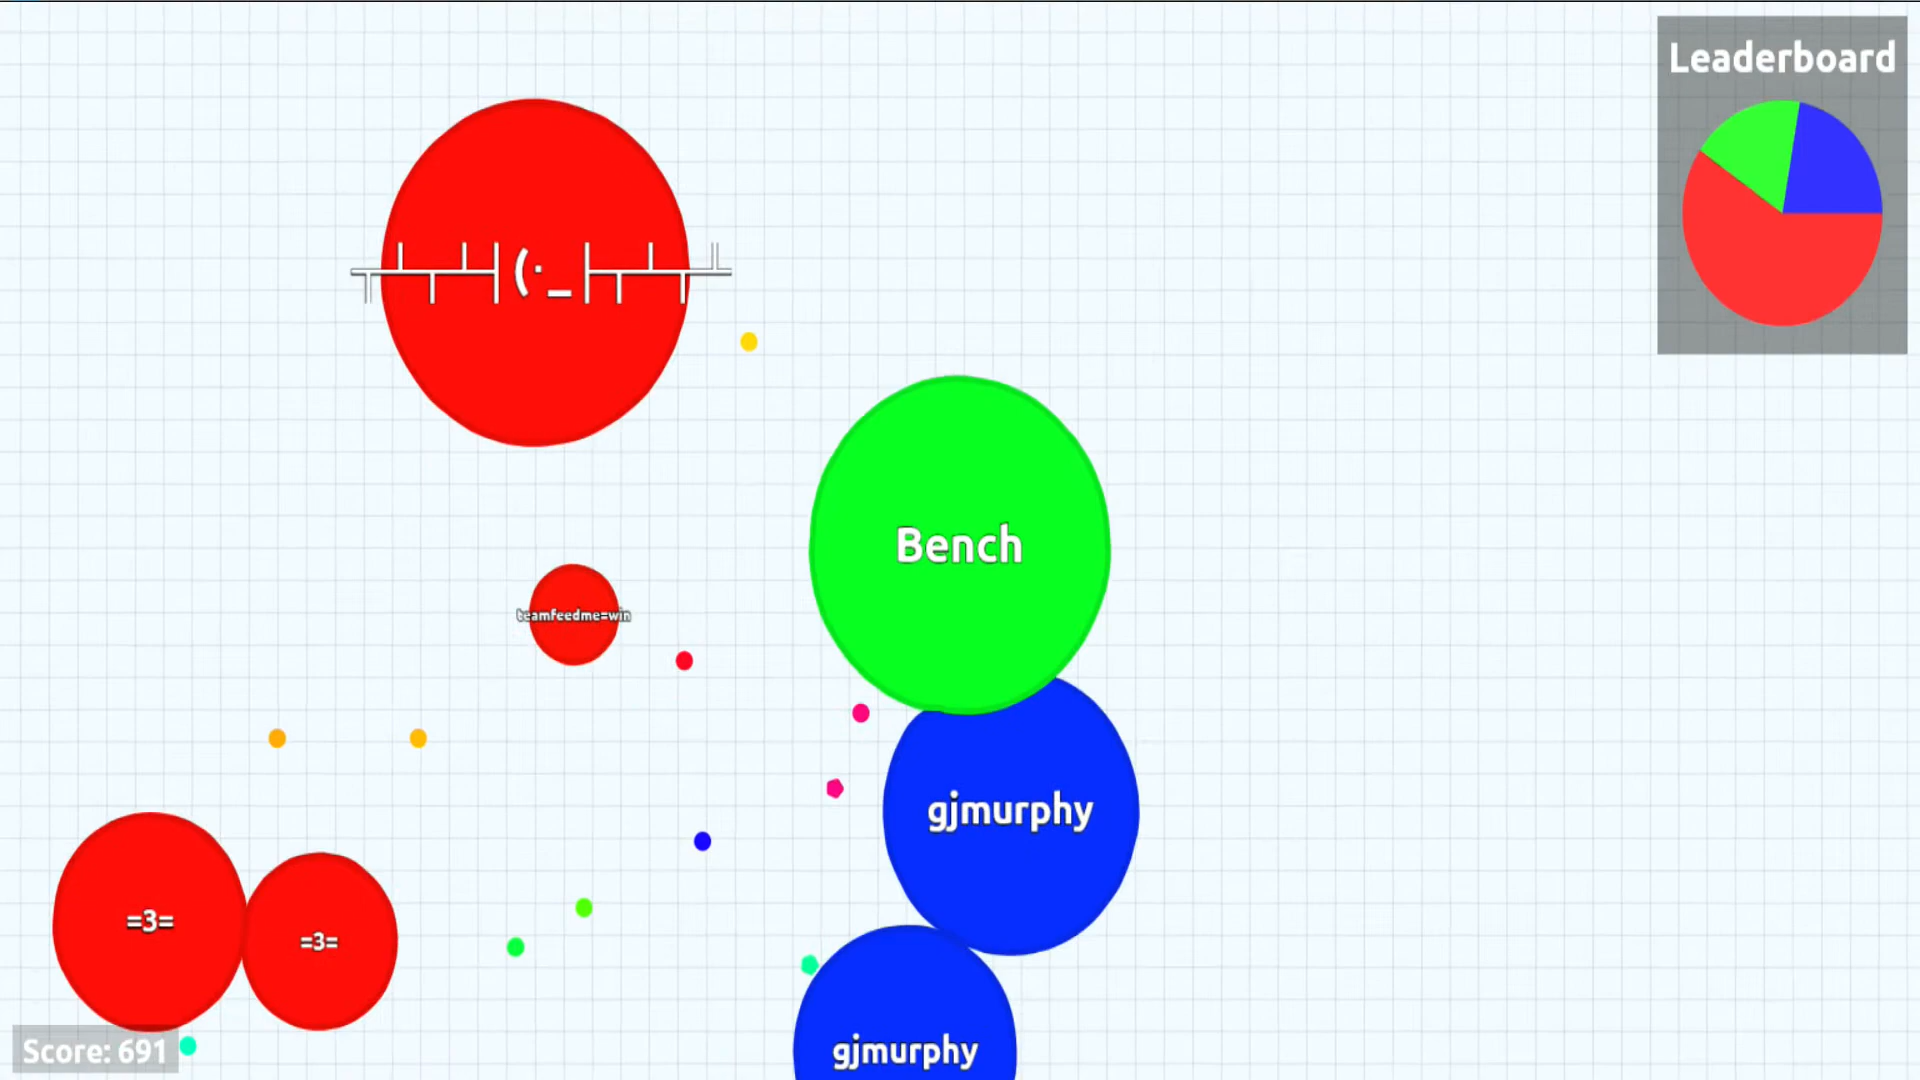 Leaderboard
┬┴┬┴┤(·_├┬┴┬┴
Bench
teamfeedme=win
gjmurphy
=3=
=3=
gjmurphy
Score: 691